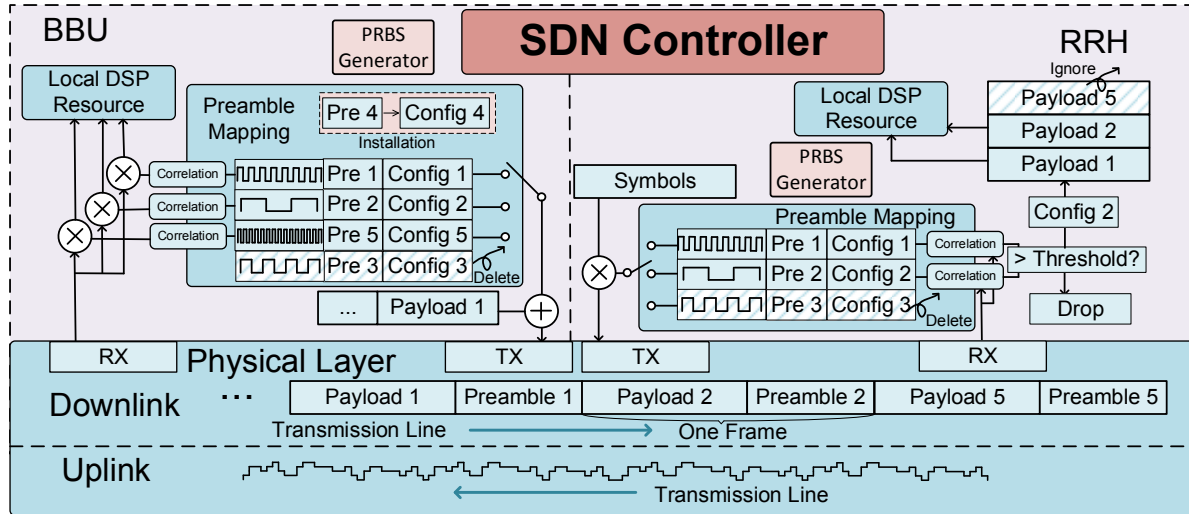 BBU
PRBS
Generator
SDN Controller
RRH
Local DSP
Resource
Preamble
Mapping
Pre 4
Config 4
Installation
Correlation
Pre 1
Config 1
Correlation
Pre 2
Config 2
Correlation
Pre 5
Config 5
Pre 3
Config 3
Delete
...
Payload 1
Symbols
Local DSP
Resource
PRBS
Generator
Ignore
Payload 5
Payload 2
Payload 1
Config 2
> Threshold?
Drop
Preamble Mapping
Pre 1
Config 1
Correlation
Pre 2
Config 2
Correlation
Pre 3
Config 3
Delete
RX
Physical Layer
TX
TX
RX
Downlink
...
Payload 1
Preamble 1
Payload 2
Preamble 2
Payload 5
Preamble 5
Transmission Line
One Frame
Uplink
Transmission Line